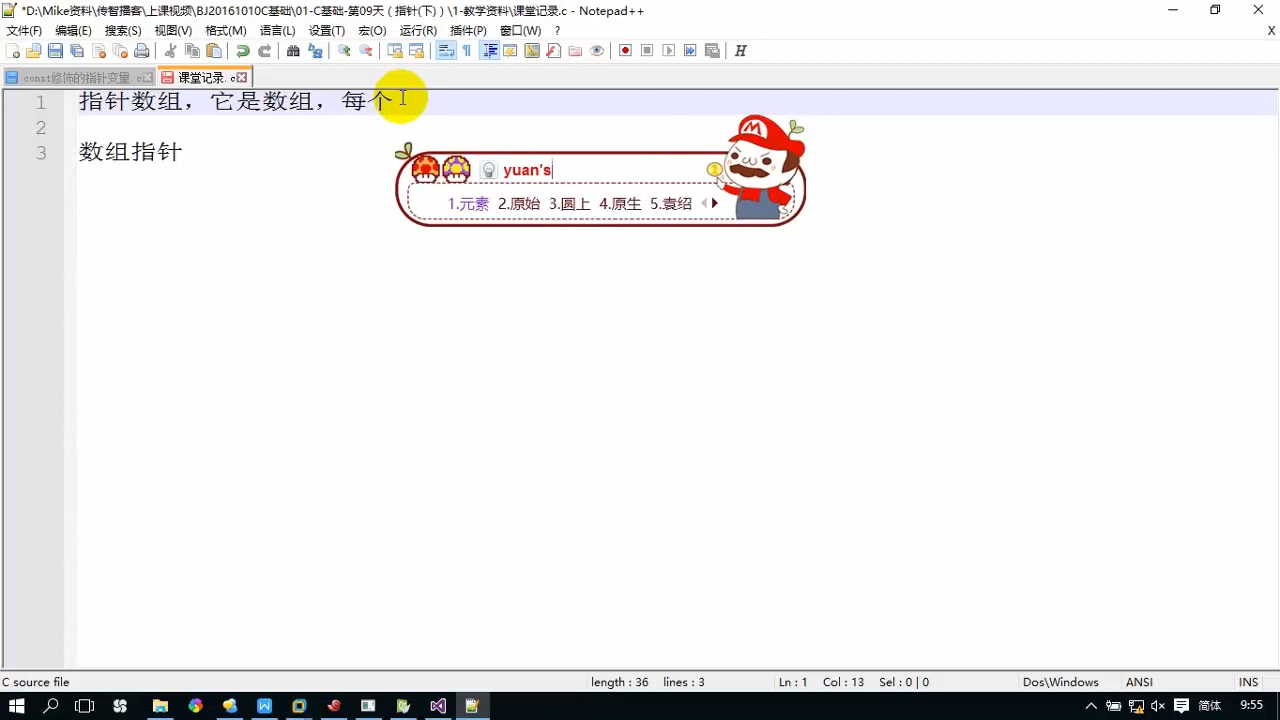 *D:\Mike资料\传智播客\上课视频\BJ20161010C基础\01-C基础-第09天（指针(下)）\1-教学资料\课堂记录.c - Notepad++
文件(F) 编辑(E) 搜索(S) 视图(V) 格式(M) 语言(L) 设置(T) 宏(O) 运行(R) 插件(P) 窗口(W) ? X
const修饰的指针变量.c 课堂记录.c
1 指针数组，它是数组，每个
2
3 数组指针
yuan's
1.元素 2.原始 3.圆上 4.原生 5.袁绍
C source file length : 36 lines : 3 Ln : 1 Col : 13 Sel : 0 | 0 Dos\Windows ANSI INS
简体 9:55